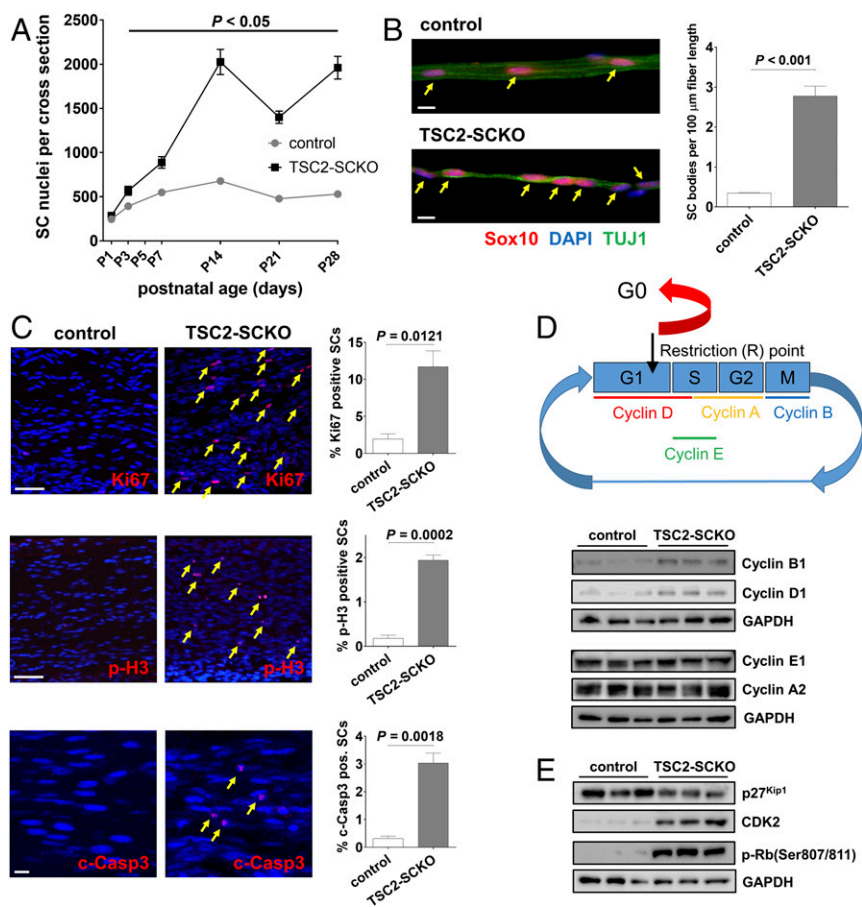 A
P < 0.05
SC nuclei per cross section
2500
2000
1500
1000
500
0
control
TSC2-SCKO
P1
P3
P5
P7
P14
P21
P28
postnatal age (days)
B
control
TSC2-SCKO
Sox10 DAPI TUJ1
SC bodies per 100 µm fiber length
P < 0.001
4
3
2
1
0
control
TSC2-SCKO
C
control TSC2-SCKO
Ki67 Ki67
% Ki67 positive SCs
P = 0.0121
15
10
5
0
control
TSC2-SCKO
p-H3 p-H3
% p-H3 positive SCs
P = 0.0002
3
2
1
0
control
TSC2-SCKO
c-Casp3 c-Casp3
% c-Casp3 pos. SCs
P = 0.0018
4
3
2
1
0
control
TSC2-SCKO
D
G0
Restriction (R) point
G1 S G2 M
Cyclin D Cyclin A Cyclin B
Cyclin E
control TSC2-SCKO
Cyclin B1
Cyclin D1
GAPDH
Cyclin E1
Cyclin A2
GAPDH
E
control TSC2-SCKO
p27Kip1
CDK2
p-Rb(Ser807/811)
GAPDH